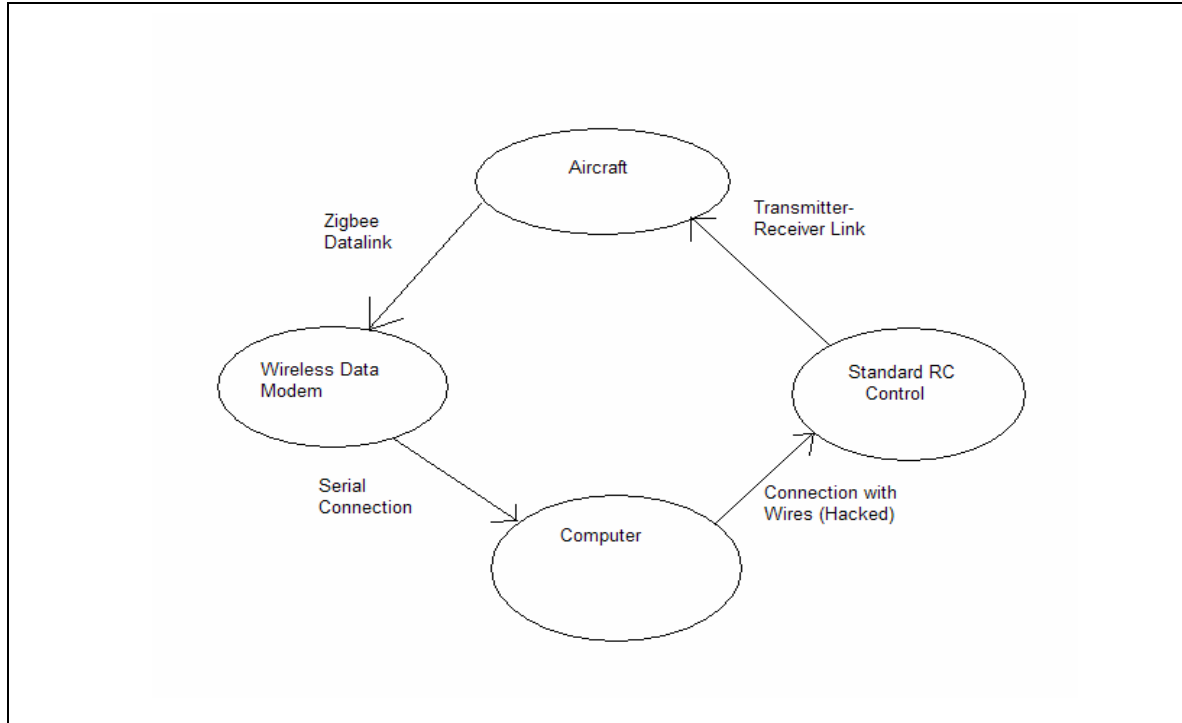 Aircraft
Zigbee
Datalink
Transmitter-
Receiver Link
Wireless Data
Modem
Standard RC
Control
Serial
Connection
Connection with
Wires (Hacked)
Computer